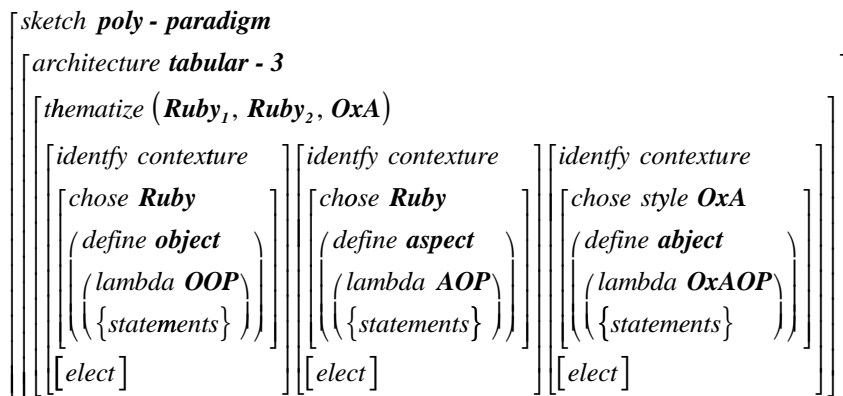 sketch poly - paradigm
architecture tabular - 3
thematize (Ruby₁, Ruby₂, OxA)
identfy contexture identfy contexture identfy contexture
chose Ruby chose Ruby chose style OxA
(define object (define aspect (define abject
(lambda OOP) (lambda AOP) (lambda OxAOP)
{statements} {statements} {statements}
[elect] [elect] [elect]